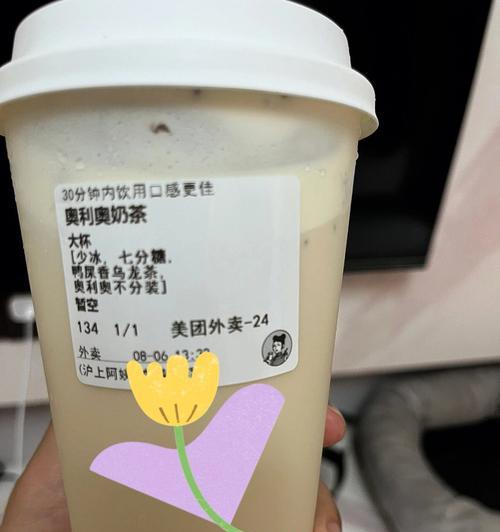 30分钟内饮用口感更佳
奥利奥奶茶
大杯
[少冰，七分糖，
鸭屎香乌龙茶，
奥利奥不分装]
暂空
134 1/1 美团外卖-24
外卖 08-06
(沪上阿